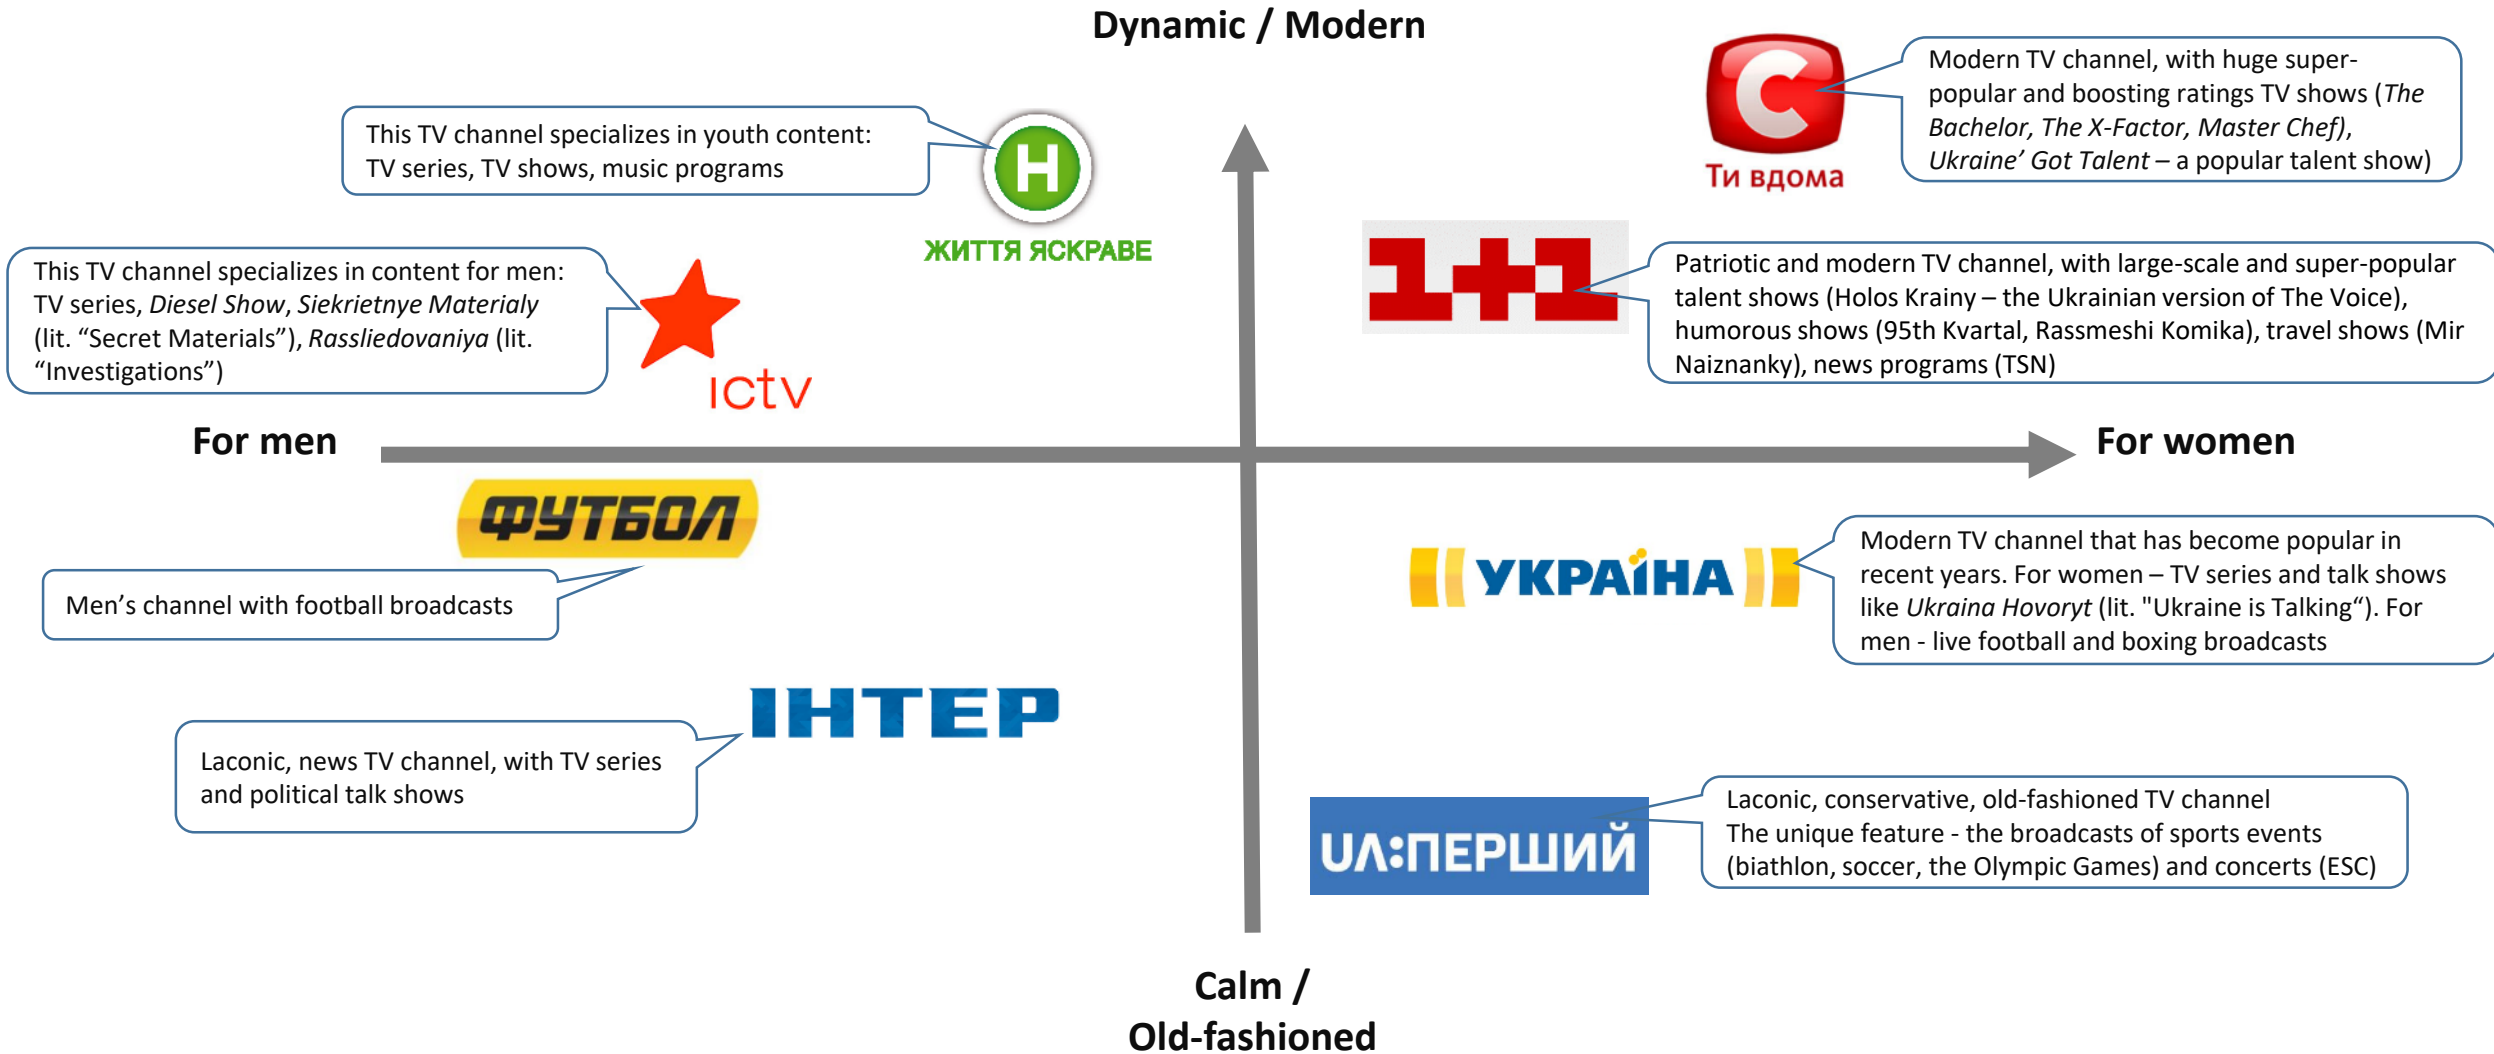 Dynamic / Modern
Modern TV channel, with huge super-
popular and boosting ratings TV shows (The
Bachelor, The X-Factor, Master Chef),
Ukraine’ Got Talent – a popular talent show)
С
Ти вдома
This TV channel specializes in youth content:
TV series, TV shows, music programs
Н
ЖИТТЯ ЯСКРАВЕ
1+1
Patriotic and modern TV channel, with large-scale and super-popular
talent shows (Holos Krainy – the Ukrainian version of The Voice),
humorous shows (95th Kvartal, Rassmeshi Komika), travel shows (Mir
Naiznanky), news programs (TSN)
This TV channel specializes in content for men:
TV series, Diesel Show, Siekrietnye Materialy
(lit. “Secret Materials”), Rassliedovaniya (lit.
“Investigations”)
ictv
For men
For women
ФУТБОЛ
Men’s channel with football broadcasts
УКРАЇНА
Modern TV channel that has become popular in
recent years. For women – TV series and talk shows
like Ukraina Hovoryt (lit. "Ukraine is Talking“). For
men - live football and boxing broadcasts
ІНТЕР
Laconic, news TV channel, with TV series
and political talk shows
UA:ПЕРШИЙ
Laconic, conservative, old-fashioned TV channel
The unique feature - the broadcasts of sports events
(biathlon, soccer, the Olympic Games) and concerts (ESC)
Calm /
Old-fashioned